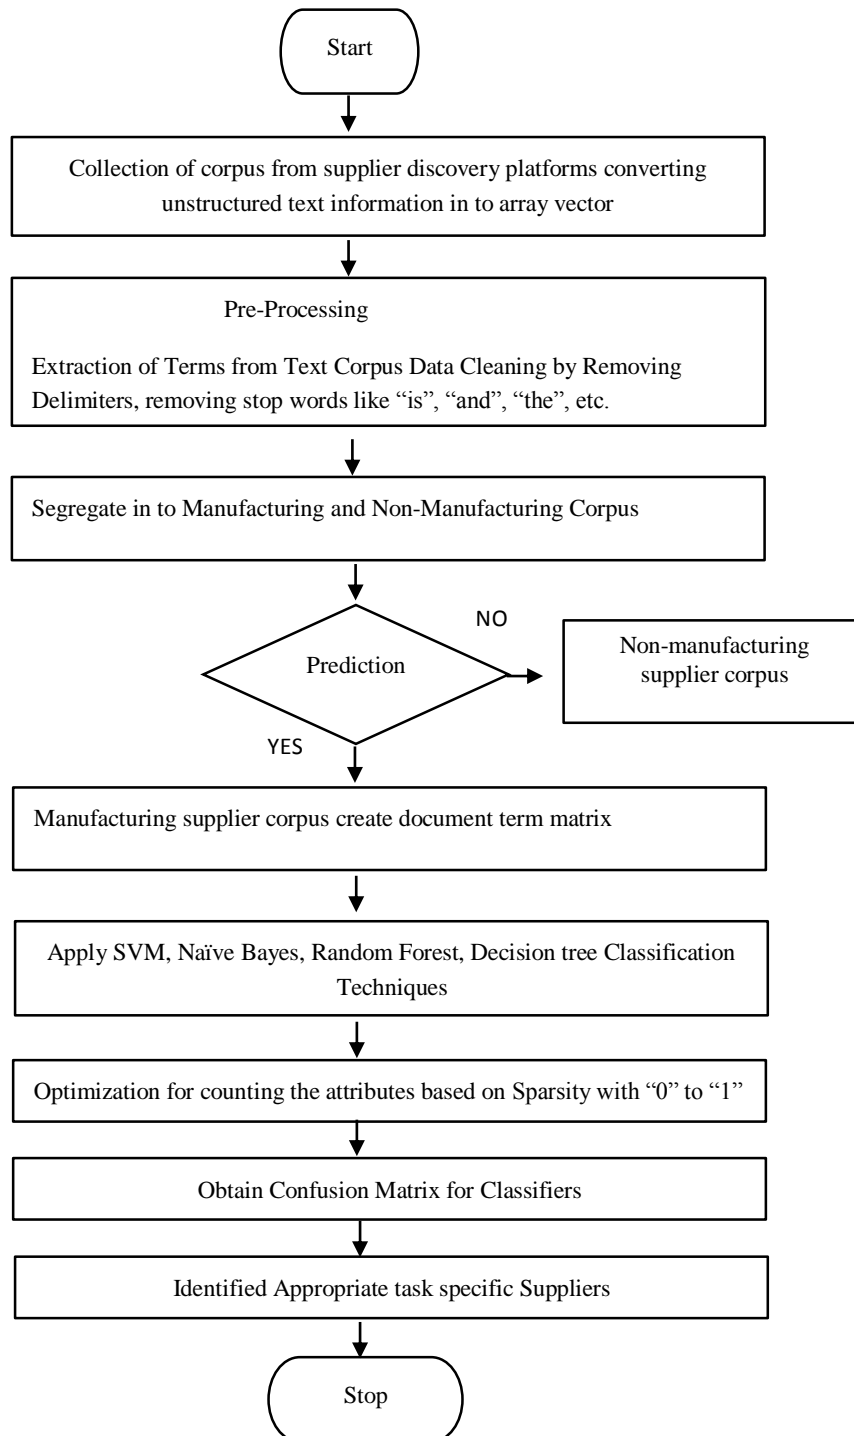 Start
Collection of corpus from supplier discovery platforms converting
unstructured text information in to array vector
Pre-Processing
Extraction of Terms from Text Corpus Data Cleaning by Removing
Delimiters, removing stop words like “is”, “and”, “the”, etc.
Segregate in to Manufacturing and Non-Manufacturing Corpus
NO
Prediction
Non-manufacturing
supplier corpus
YES
Manufacturing supplier corpus create document term matrix
Apply SVM, Naïve Bayes, Random Forest, Decision tree Classification
Techniques
Optimization for counting the attributes based on Sparsity with “0” to “1”
Obtain Confusion Matrix for Classifiers
Identified Appropriate task specific Suppliers
Stop